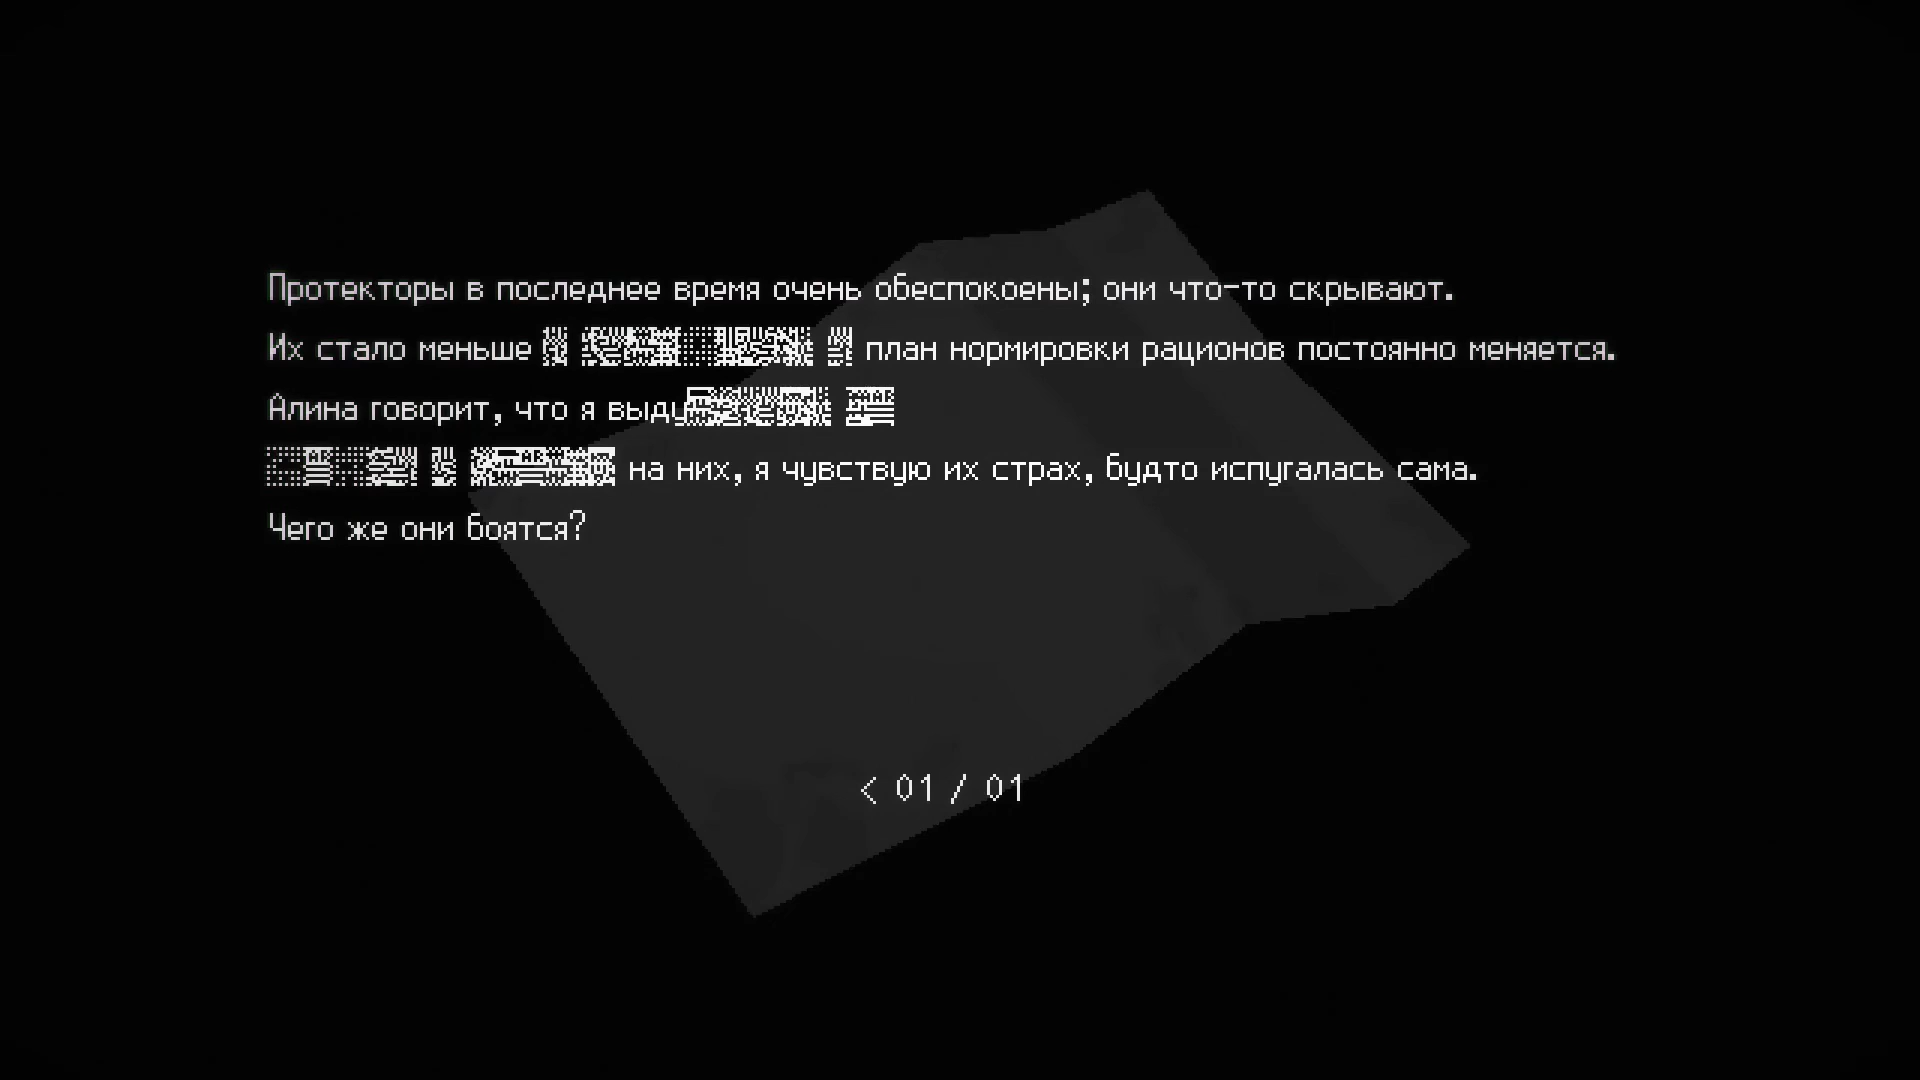 Протекторы в последнее время очень обеспокоены; они что-то скрывают.
Их стало меньше план нормировки рационов постоянно меняется.
Алина говорит, что я
на них, я чувствую их страх, будто испугалась сама.
Чего же они боятся?
< 01 / 01